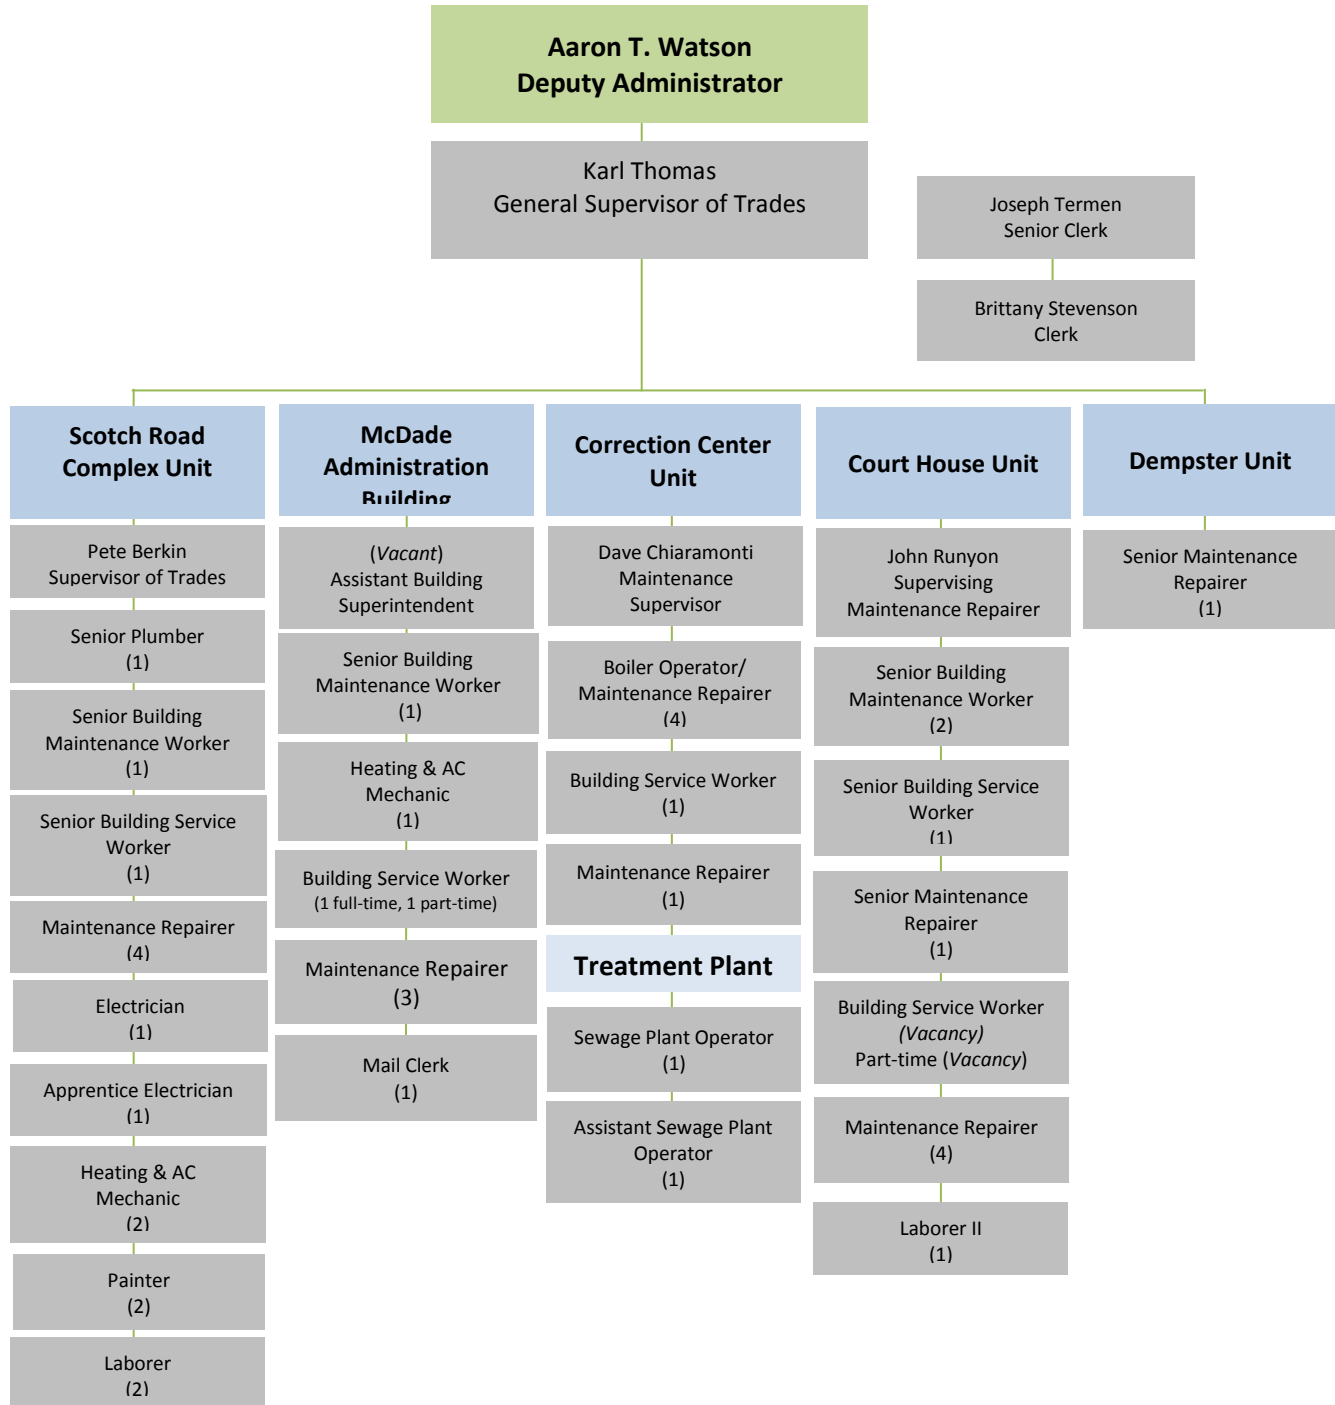 Aaron T. Watson
Deputy Administrator
Karl Thomas
General Supervisor of Trades
Joseph Termen
Senior Clerk
Brittany Stevenson
Clerk
Scotch Road
Complex Unit
Pete Berkin
Supervisor of Trades
Senior Plumber
(1)
Senior Building
Maintenance Worker
(1)
Senior Building Service
Worker
(1)
Maintenance Repairer
(4)
Electrician
(1)
Apprentice Electrician
(1)
Heating & AC
Mechanic
(2)
Painter
(2)
Laborer
(2)
McDade
Administration
Building
(Vacant)
Assistant Building
Superintendent
Senior Building
Maintenance Worker
(1)
Heating & AC
Mechanic
(1)
Building Service Worker
(1 full-time, 1 part-time)
Maintenance Repairer
(3)
Mail Clerk
(1)
Correction Center
Unit
Dave Chiaramonti
Maintenance
Supervisor
Boiler Operator/
Maintenance Repairer
(4)
Building Service Worker
(1)
Maintenance Repairer
(1)
Treatment Plant
Sewage Plant Operator
(1)
Assistant Sewage Plant
Operator
(1)
Court House Unit
John Runyon
Supervising
Maintenance Repairer
Senior Building
Maintenance Worker
(2)
Senior Building Service
Worker
(1)
Senior Maintenance
Repairer
(1)
Building Service Worker
(Vacancy)
Part-time (Vacancy)
Maintenance Repairer
(4)
Laborer II
(1)
Dempster Unit
Senior Maintenance
Repairer
(1)